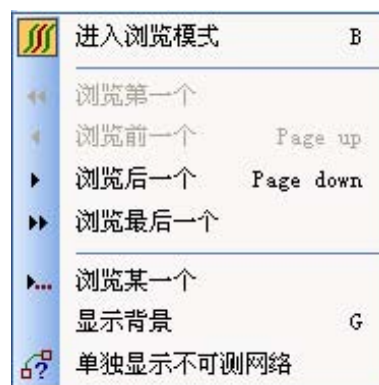 进入浏览模式 B
浏览第一个
浏览前一个 Page up
浏览后一个 Page down
浏览最后一个
浏览某一个
显示背景 G
单独显示不可测网络